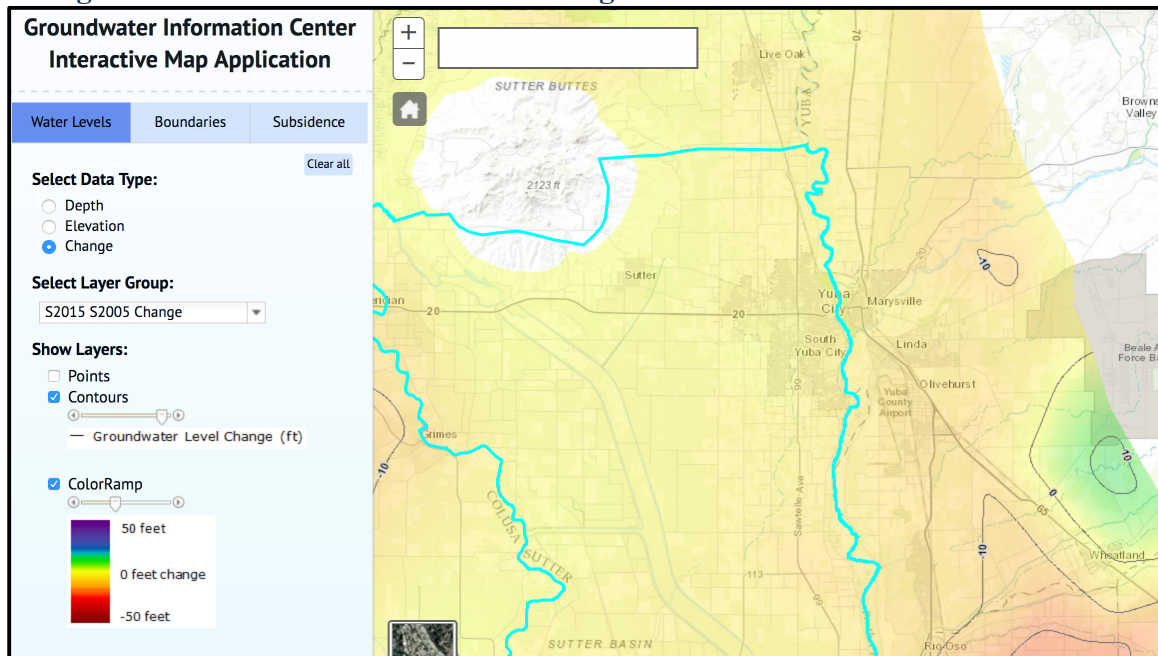 Groundwater Information Center
Interactive Map Application
Water Levels
Boundaries
Subsidence
Clear all
Select Data Type:
Depth
Elevation
Change
Select Layer Group:
S2015 S2005 Change
Show Layers:
Points
Contours
Groundwater Level Change (ft)
ColorRamp
50 feet
0 feet change
-50 feet
+
−
SUTTER BUTTES
2123 ft
Live Oak
YUBA
70
Valley
Sutter
20
20
20
Yuba
City
Marysville
South
Yuba City
Linda
Olivehurst
Yuba
County
Airport
99
-10
Beale A
Force B
10
0
65
Wheatland
-10
Grimes
-10
COLUSA
SUTTER
Sawtelle-Ave
113
99
SUTTER BASIN
Rio Oso